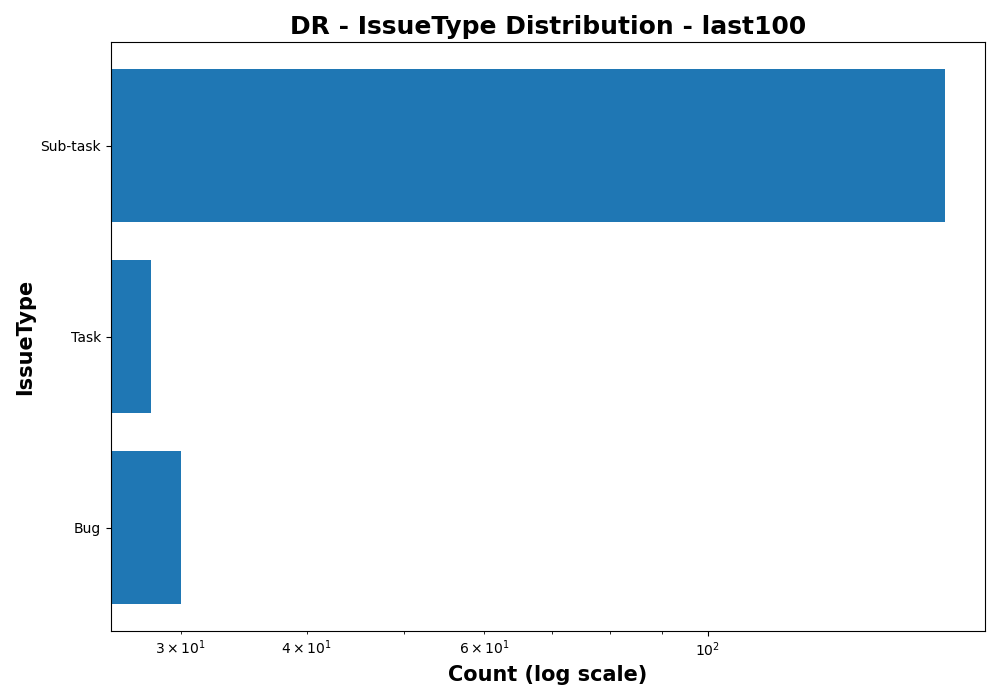 DR - IssueType Distribution - last100
IssueType
Sub-task
Task
Bug
3 × 10¹
4 × 10¹
6 × 10¹
10²
Count (log scale)